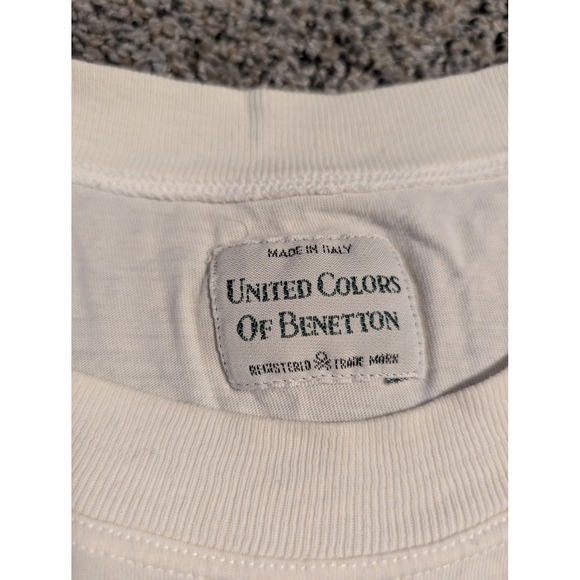 MADE IN ITALY
UNITED COLORS
OF BENETTON
REGISTERED TRADE MARK